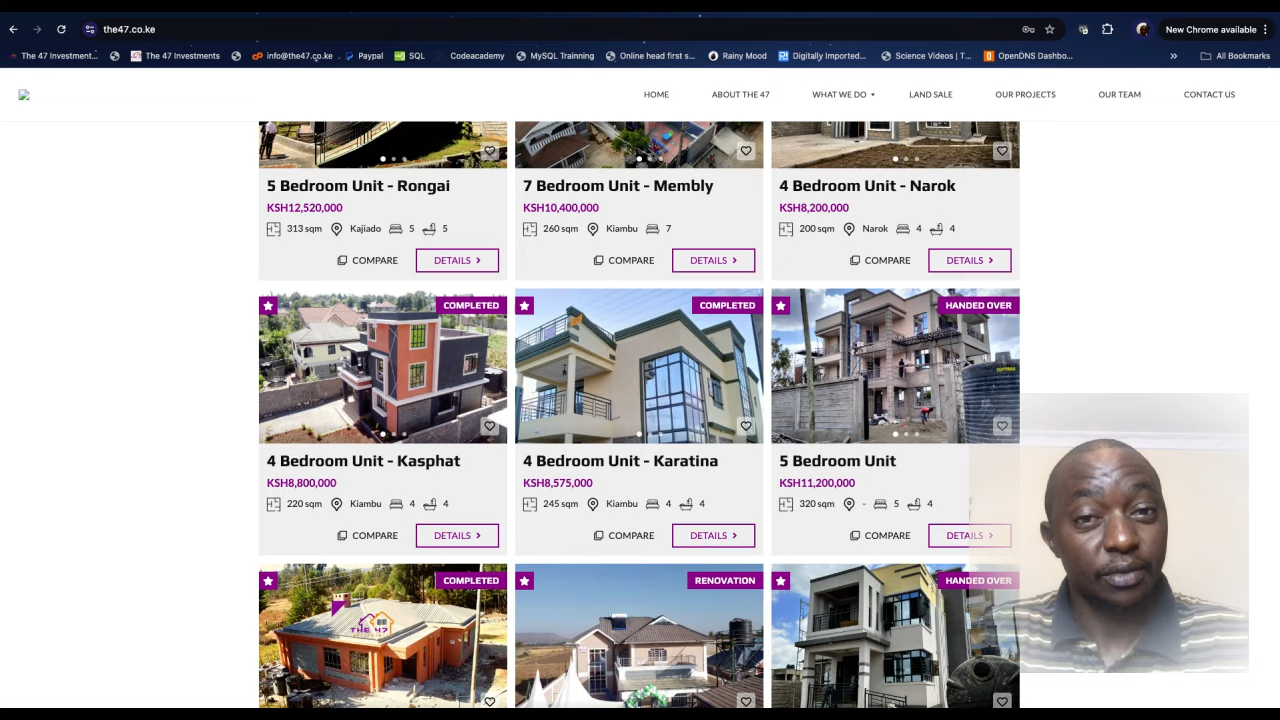 the47.co.ke
New Chrome available
The 47 Investment...
The 47 Investments
info@the47.co.ke
Paypal
SQL
Codeacademy
MySQL Trainning
Online head first s...
Rainy Mood
Digitally Imported...
Science Videos | T...
OpenDNS Dashbo...
All Bookmarks
HOME
ABOUT THE 47
WHAT WE DO
LAND SALE
OUR PROJECTS
OUR TEAM
CONTACT US
5 Bedroom Unit - Rongai
KSH12,520,000
313 sqm Kajiado 5 5
COMPARE DETAILS
7 Bedroom Unit - Membly
KSH10,400,000
260 sqm Kiambu 7
COMPARE DETAILS
4 Bedroom Unit - Narok
KSH8,200,000
200 sqm Narok 4 4
COMPARE DETAILS
COMPLETED
4 Bedroom Unit - Kasphat
KSH8,800,000
220 sqm Kiambu 4 4
COMPARE DETAILS
COMPLETED
4 Bedroom Unit - Karatina
KSH8,575,000
245 sqm Kiambu 4 4
COMPARE DETAILS
HANDED OVER
TOPTANK
5 Bedroom Unit
KSH11,200,000
320 sqm - 5 4
COMPARE DETAILS
COMPLETED
THE 47
RENOVATION
HANDED OVER